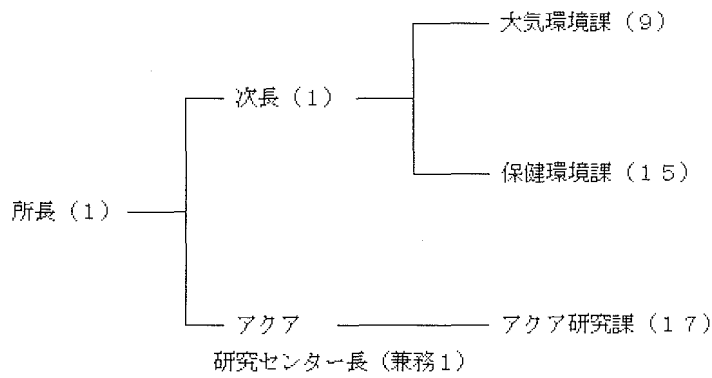 大気環境課（９）
次長（１）
保健環境課（１５）
所長（１）
アクア
アクア研究課（１７）
研究センター長（兼務１）